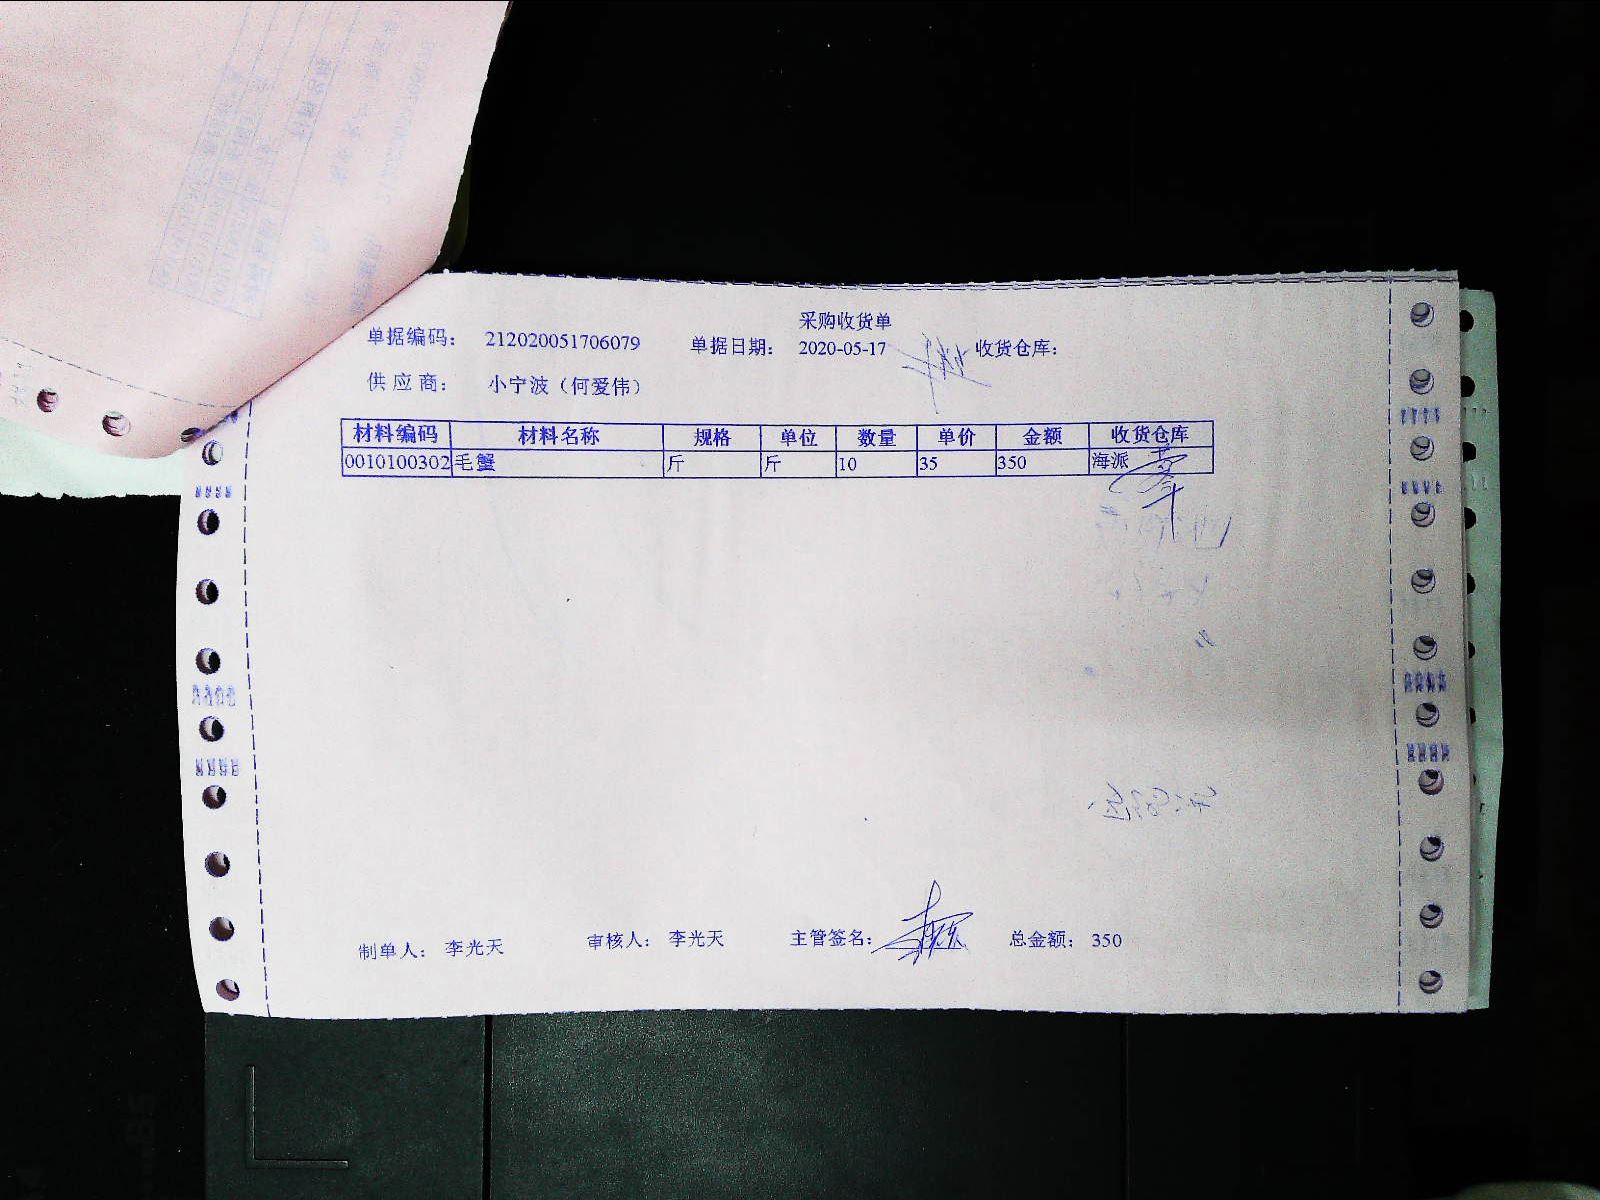 采购收货单
单据编码： 212020051706079 单据日期： 2020-05-17 收货仓库：
供应商： 小宁波（何爱伟）
材料编码 材料名称 规格 单位 数量 单价 金额 收货仓库
0010100302 毛蟹 斤 斤 10 35 350 海派
制单人： 李光天 审核人： 李光天 主管签名： 总金额： 350